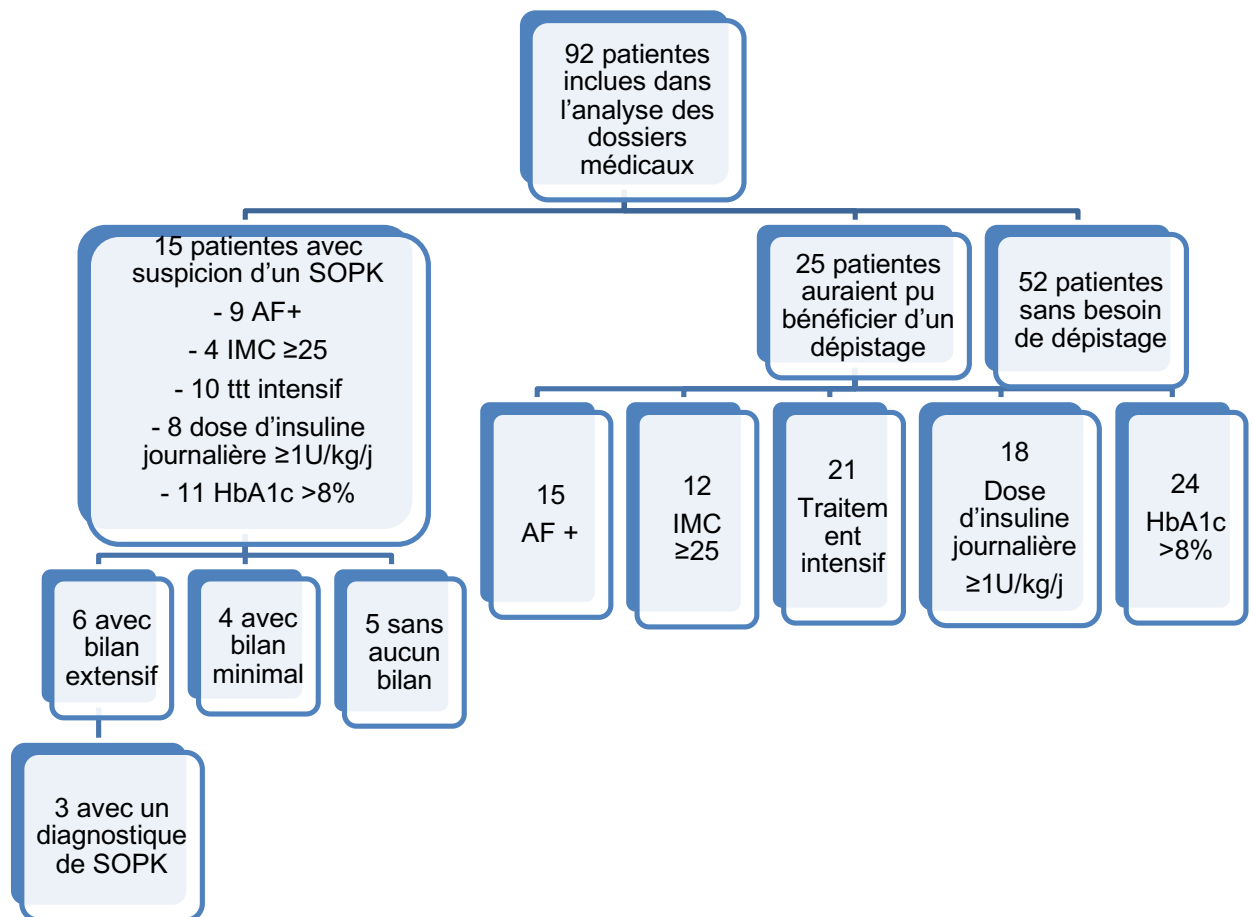 92 patientes
inclues dans
l'analyse des
dossiers
médicaux
15 patientes avec
suspicion d'un SOPK
- 9 AF+
- 4 IMC ≥25
- 10 ttt intensif
- 8 dose d'insuline
journalière ≥1U/kg/j
- 11 HbA1c >8%
25 patientes
auraient pu
bénéficier d'un
dépistage
52 patientes
sans besoin
de dépistage
15
AF +
12
IMC
≥25
21
Traitem
ent
intensif
18
Dose
d'insuline
journalière
≥1U/kg/j
24
HbA1c
>8%
6 avec
bilan
extensif
4 avec
bilan
minimal
5 sans
aucun
bilan
3 avec un
diagnostique
de SOPK